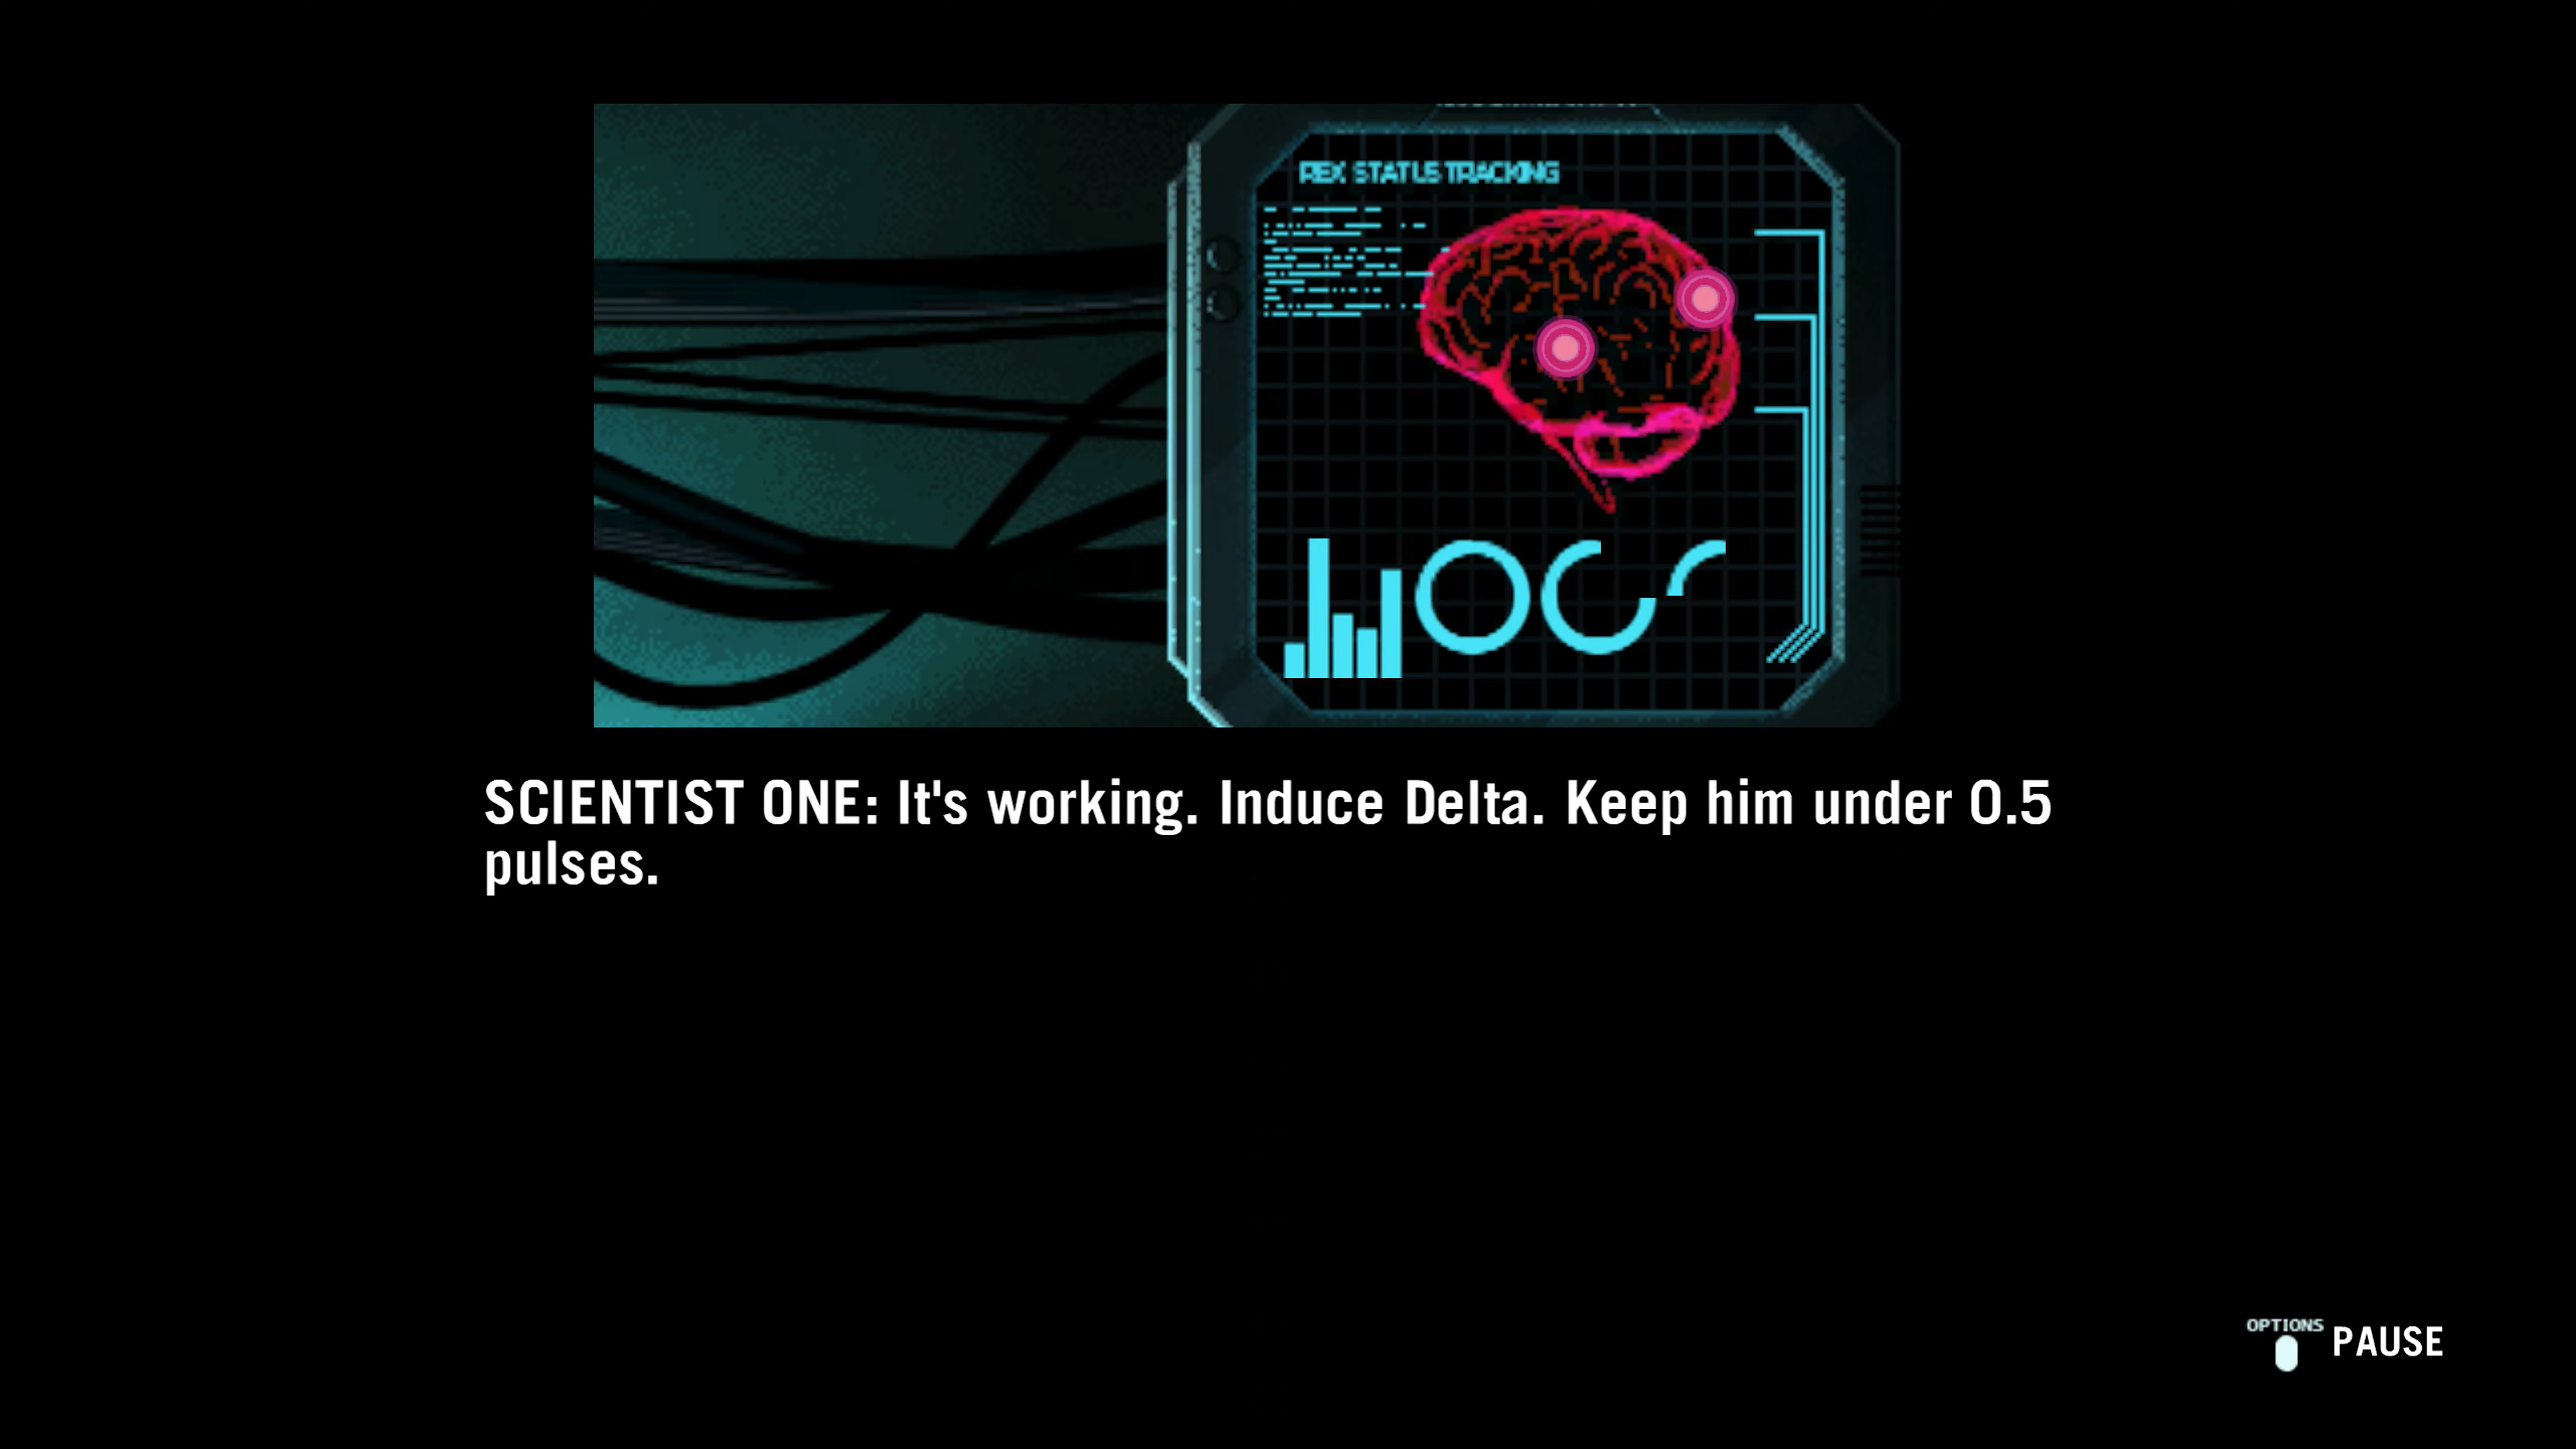 REX STATUS TRACKING
SCIENTIST ONE: It's working. Induce Delta. Keep him under 0.5
pulses.
OPTIONS
PAUSE